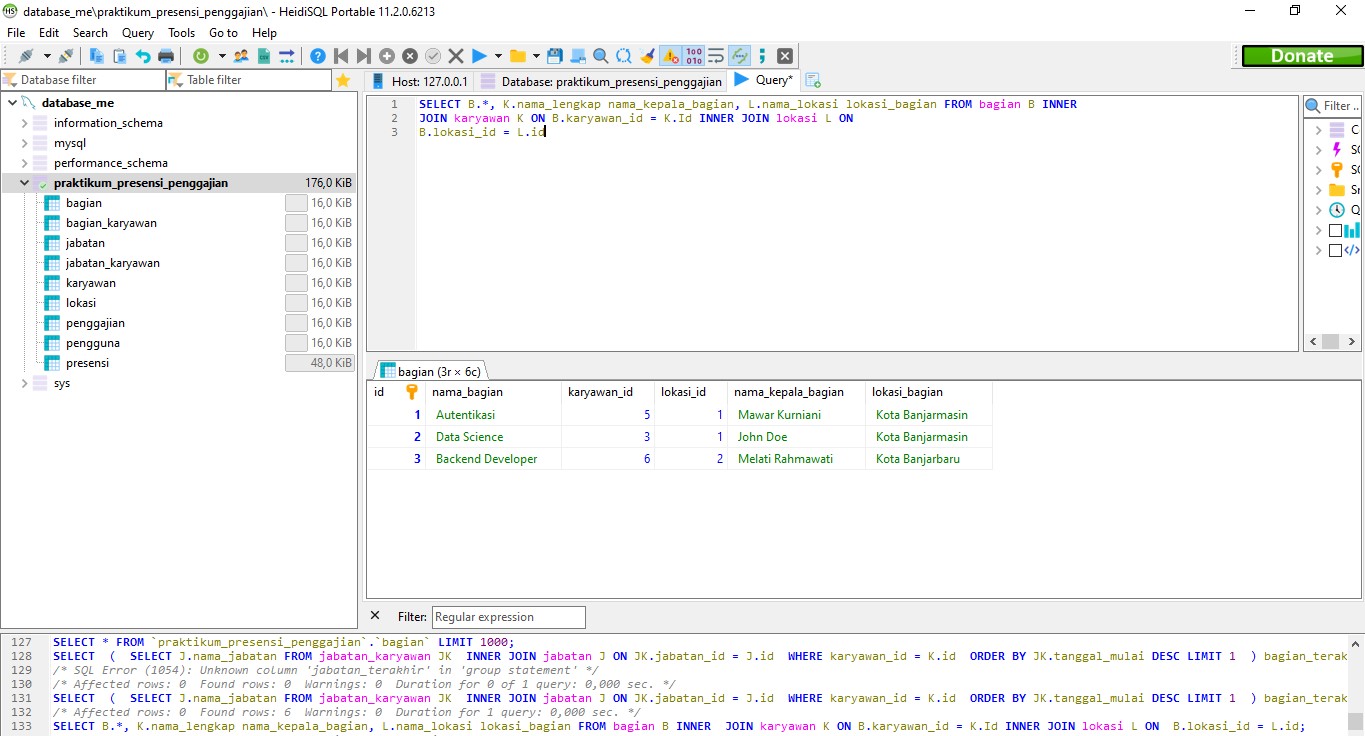 database_me\praktikum_presensi_penggajian\ - HeidiSQL Portable 11.2.0.6213
File Edit Search Query Tools Go to Help
Donate
Database filter Table filter Host: 127.0.0.1 Database: praktikum_presensi_penggajian Query*
database_me
information_schema
mysql
performance_schema
praktikum_presensi_penggajian 176,0 KiB
bagian 16,0 KiB
bagian_karyawan 16,0 KiB
jabatan 16,0 KiB
jabatan_karyawan 16,0 KiB
karyawan 16,0 KiB
lokasi 16,0 KiB
penggajian 16,0 KiB
pengguna 16,0 KiB
presensi 48,0 KiB
sys
1 SELECT B.*, K.nama_lengkap nama_kepala_bagian, L.nama_lokasi lokasi_bagian FROM bagian B INNER
2 JOIN karyawan K ON B.karyawan_id = K.Id INNER JOIN lokasi L ON
3 B.lokasi_id = L.id
Filter ..
C
SC
SC
Sr
Q
bagian (3r × 6c)
id nama_bagian karyawan_id lokasi_id nama_kepala_bagian lokasi_bagian
1 Autentikasi 5 1 Mawar Kurniani Kota Banjarmasin
2 Data Science 3 1 John Doe Kota Banjarmasin
3 Backend Developer 6 2 Melati Rahmawati Kota Banjarbaru
Filter: Regular expression
127 SELECT * FROM `praktikum_presensi_penggajian`.`bagian` LIMIT 1000;
128 SELECT ( SELECT J.nama_jabatan FROM jabatan_karyawan JK INNER JOIN jabatan J ON JK.jabatan_id = J.id WHERE karyawan_id = K.id ORDER BY JK.tanggal_mulai DESC LIMIT 1 ) bagian_terak
129 /* SQL Error (1054): Unknown column 'jabatan_terakhir' in 'group statement' */
130 /* Affected rows: 0 Found rows: 0 Warnings: 0 Duration for 0 of 1 query: 0,000 sec. */
131 SELECT ( SELECT J.nama_jabatan FROM jabatan_karyawan JK INNER JOIN jabatan J ON JK.jabatan_id = J.id WHERE karyawan_id = K.id ORDER BY JK.tanggal_mulai DESC LIMIT 1 ) bagian_terak
132 /* Affected rows: 0 Found rows: 6 Warnings: 0 Duration for 1 query: 0,000 sec. */
133 SELECT B.*, K.nama_lengkap nama_kepala_bagian, L.nama_lokasi lokasi_bagian FROM bagian B INNER JOIN karyawan K ON B.karyawan_id = K.Id INNER JOIN lokasi L ON B.lokasi_id = L.id;